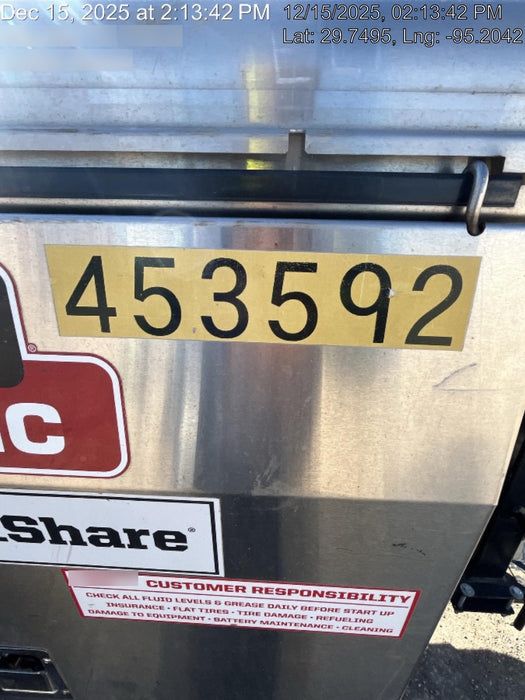 Dec 15, 2025 at 2:13:42 PM
12/15/2025, 02:13:42 PM
Lat: 29.7495, Lng: -95.2042
453592
Share®
CUSTOMER RESPONSIBILITY
CHECK ALL FLUID LEVELS & GREASE DAILY BEFORE START UP
INSURANCE • FLAT TIRES • TIRE DAMAGE • REFUELING
DAMAGE TO EQUIPMENT • BATTERY MAINTENANCE • CLEANING